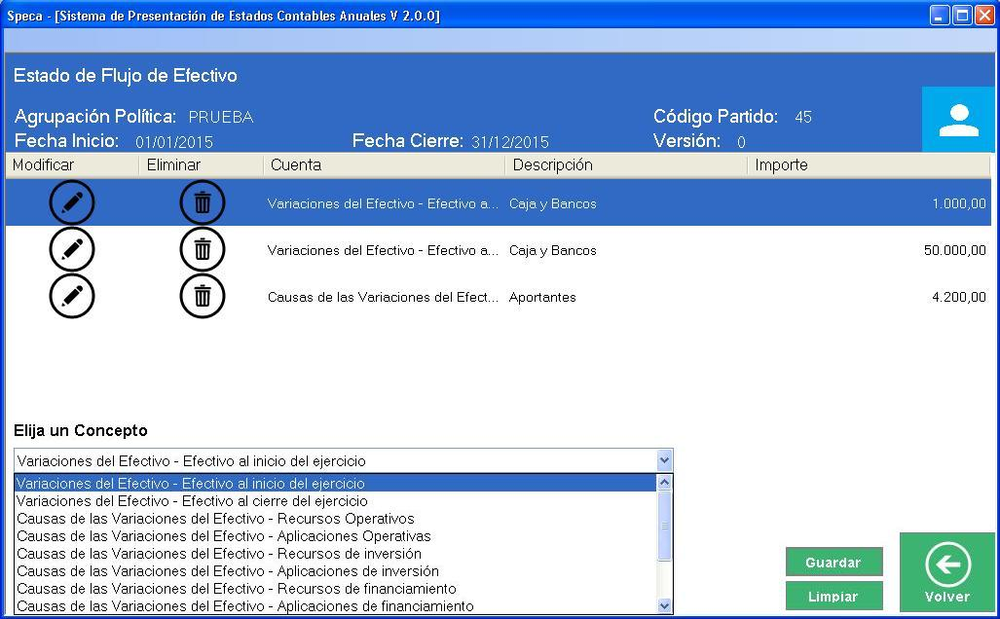 Speca - [Sistema de Presentación de Estados Contables Anuales V 2.0.0]
Estado de Flujo de Efectivo
Agrupación Política: PRUEBA Código Partido: 45
Fecha Inicio: 01/01/2015 Fecha Cierre: 31/12/2015 Versión: 0
Modificar Eliminar Cuenta Descripción Importe
Variaciones del Efectivo - Efectivo a... Caja y Bancos 1.000,00
Variaciones del Efectivo - Efectivo a... Caja y Bancos 50.000,00
Causas de las Variaciones del Efect... Aportantes 4.200,00
Elija un Concepto
Variaciones del Efectivo - Efectivo al inicio del ejercicio
Variaciones del Efectivo - Efectivo al inicio del ejercicio
Variaciones del Efectivo - Efectivo al cierre del ejercicio
Causas de las Variaciones del Efectivo - Recursos Operativos
Causas de las Variaciones del Efectivo - Aplicaciones Operativas
Causas de las Variaciones del Efectivo - Recursos de inversión
Causas de las Variaciones del Efectivo - Aplicaciones de inversión
Causas de las Variaciones del Efectivo - Recursos de financiamiento
Causas de las Variaciones del Efectivo - Aplicaciones de financiamiento
Guardar
Limpiar
Volver